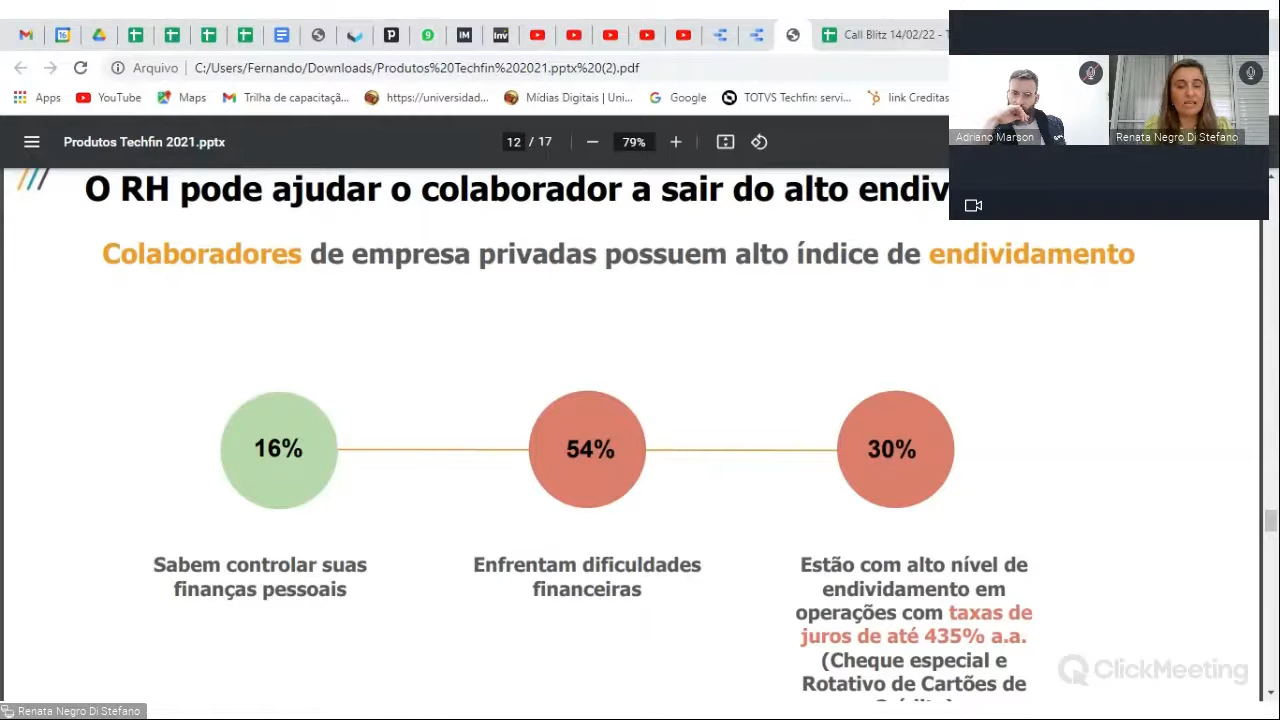 Call Blitz 14/02/22 - T
Arquivo
C:/Users/Fernando/Downloads/Produtos%20Techfin%202021.pptx%20(2).pdf
Apps
YouTube
Maps
Trilha de capacitaçã...
https://universidad...
Mídias Digitais | Uni...
Google
TOTVS Techfin: servi...
link Creditas
Adriano Marson
Renata Negro Di Stefano
Produtos Techfin 2021.pptx
12 / 17
79%
O RH pode ajudar o colaborador a sair do alto endiv
Colaboradores de empresa privadas possuem alto índice de endividamento
16%
54%
30%
Sabem controlar suas
finanças pessoais
Enfrentam dificuldades
financeiras
Estão com alto nível de
endividamento em
operações com taxas de
juros de até 435% a.a.
(Cheque especial e
Rotativo de Cartões de
ClickMeeting
Renata Negro Di Stefano